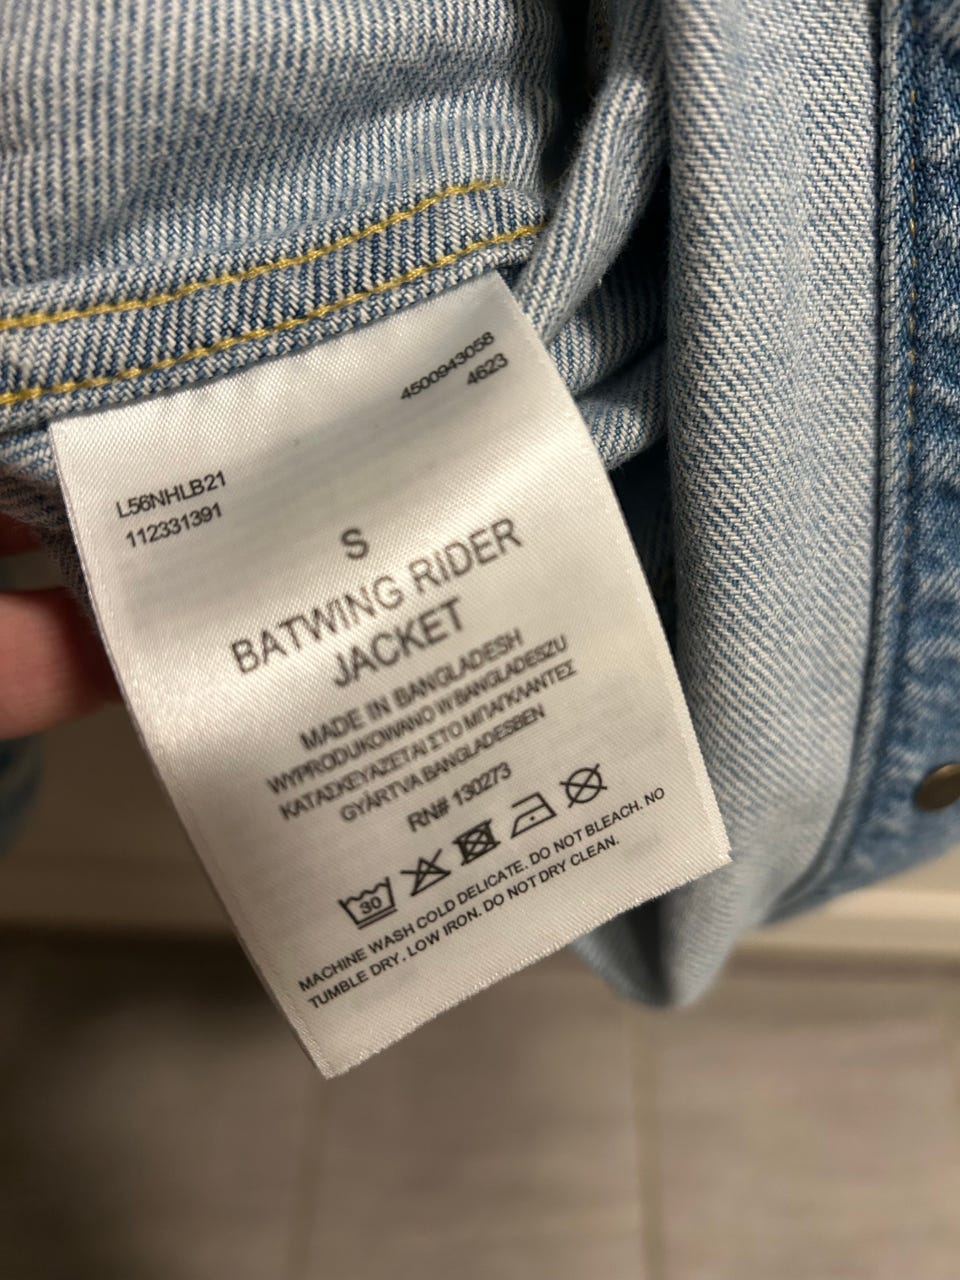 4500943058
4623
L56NHLB21
112331391
S
BATWING RIDER
JACKET
MADE IN BANGLADESH
WYPRODUKOWANO W BANGLADESZU
ΚΑΤΑΣΚΕΥΑΖΕΤΑΙ ΣΤΟ ΜΠΑΓΚΛΑΝΤΕΣ
GYÁRTVA BANGLADESBEN
RN# 130273
30
MACHINE WASH COLD DELICATE. DO NOT BLEACH. NO
TUMBLE DRY. LOW IRON. DO NOT DRY CLEAN.